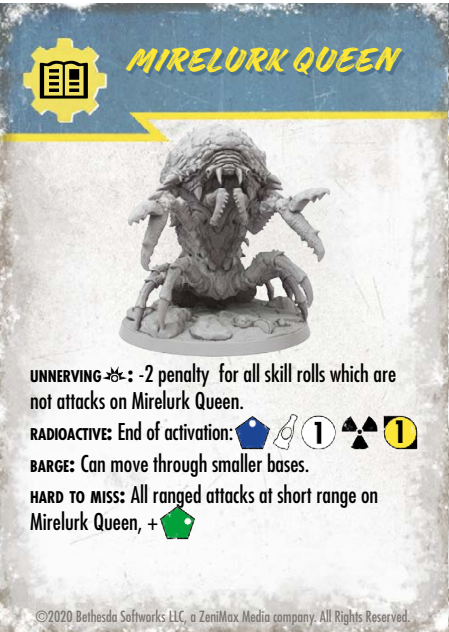 MIRELURK QUEEN
UNNERVING: -2 penalty for all skill rolls which are
not attacks on Mirelurk Queen.
RADIOACTIVE: End of activation: 1 1
BARGE: Can move through smaller bases.
HARD TO MISS: All ranged attacks at short range on
Mirelurk Queen, +
©2020 Bethesda Softworks LLC, a ZeniMax Media company. All Rights Reserved.